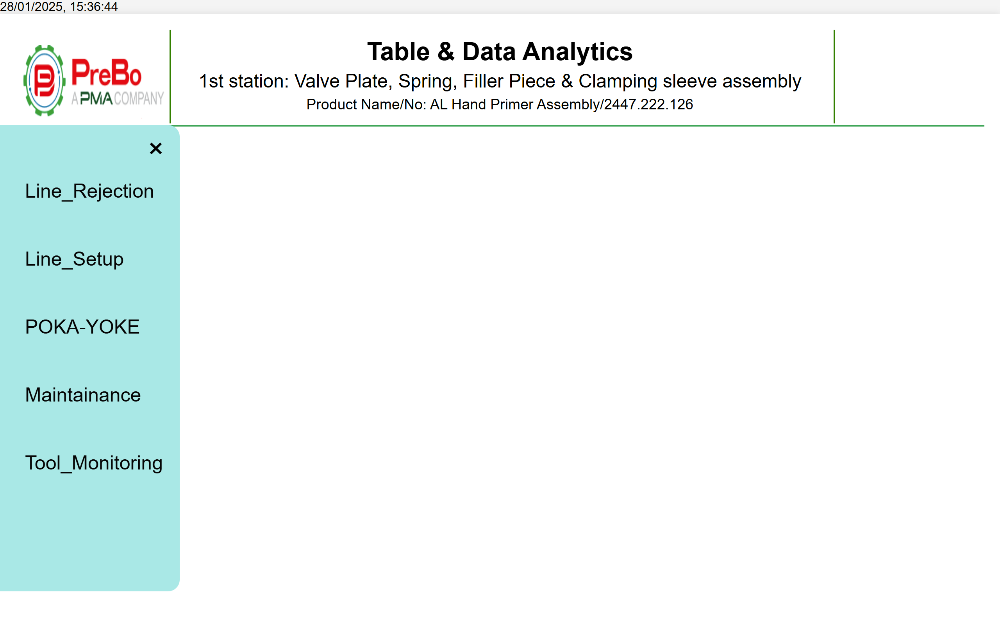 28/01/2025, 15:36:44
PreBo
A PMA COMPANY
Table & Data Analytics
1st station: Valve Plate, Spring, Filler Piece & Clamping sleeve assembly
Product Name/No: AL Hand Primer Assembly/2447.222.126
×
Line_Rejection
Line_Setup
POKA-YOKE
Maintainance
Tool_Monitoring